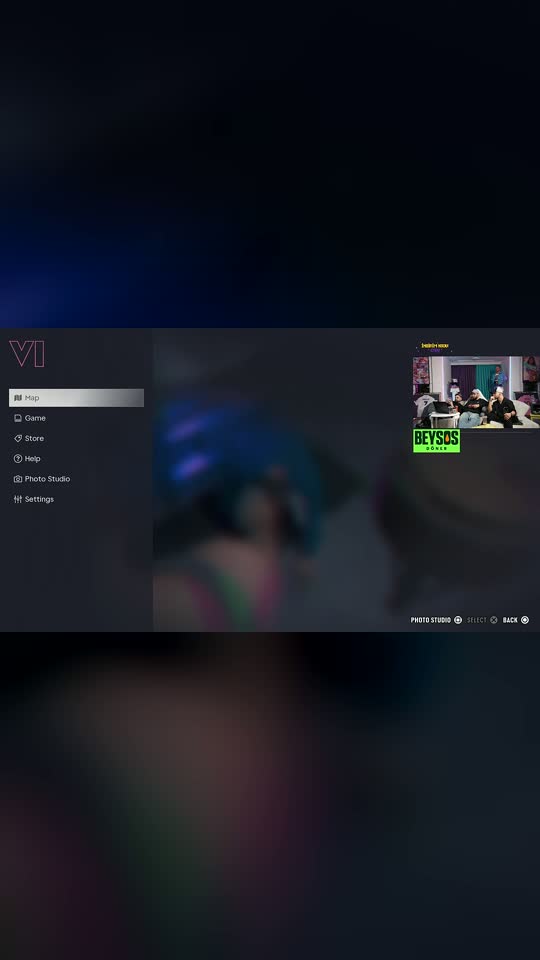 VI
Map
Game
Store
Help
Photo Studio
Settings
BEYSOS
DÖNER
PHOTO STUDIO
SELECT
BACK